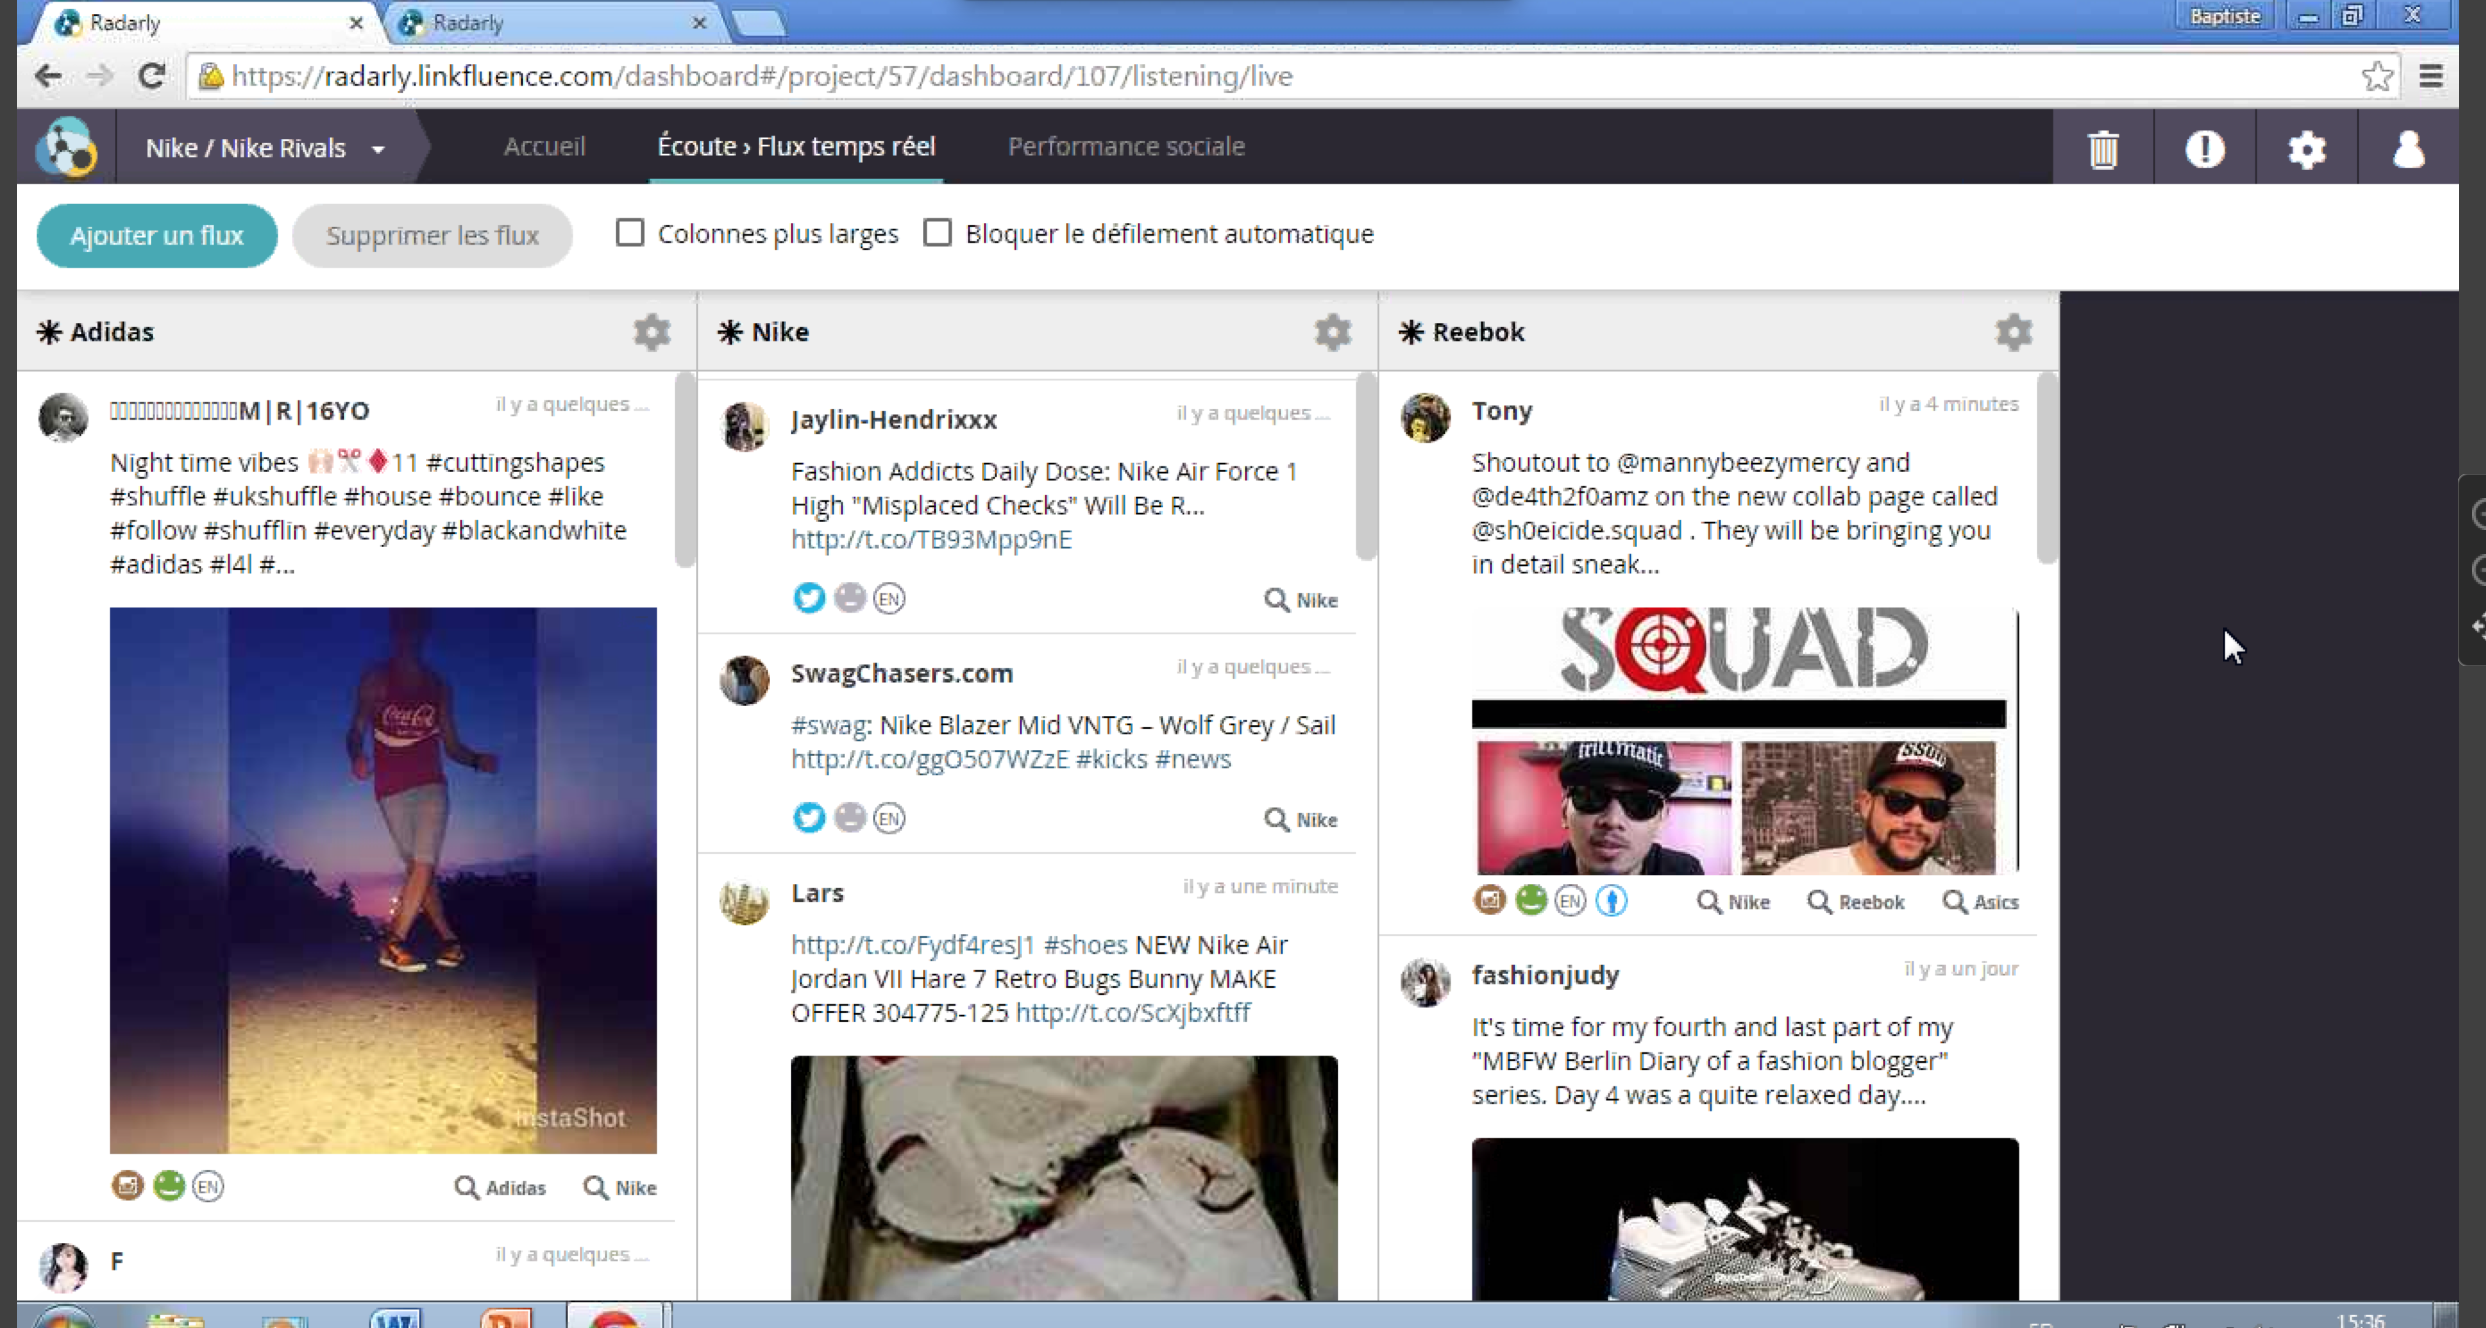 Radarly
Radarly
Baptiste
https://radarly.linkfluence.com/dashboard#/project/57/dashboard/107/listening/live
Nike / Nike Rivals
Accueil
Écoute › Flux temps réel
Performance sociale
Ajouter un flux
Supprimer les flux
Colonnes plus larges
Bloquer le défilement automatique
Adidas
M|R|16YO
il y a quelques ...
Night time vibes 🙌✂♦11 #cuttingshapes
#shuffle #ukshuffle #house #bounce #like
#follow #shufflin #everyday #blackandwhite
#adidas #l4l #...
Coca-Cola
InstaShot
EN
Adidas
Nike
F
il y a quelques ...
Nike
Jaylin-Hendrixxx
il y a quelques ...
Fashion Addicts Daily Dose: Nike Air Force 1
High "Misplaced Checks" Will Be R...
http://t.co/TB93Mpp9nE
EN
Nike
SwagChasers.com
il y a quelques ...
#swag: Nike Blazer Mid VNTG – Wolf Grey / Sail
http://t.co/ggO507WZzE #kicks #news
EN
Nike
Lars
il y a une minute
http://t.co/Fydf4resJ1 #shoes NEW Nike Air
Jordan VII Hare 7 Retro Bugs Bunny MAKE
OFFER 304775-125 http://t.co/ScXjbxftff
Reebok
Tony
il y a 4 minutes
Shoutout to @mannybeezymercy and
@de4th2f0amz on the new collab page called
@sh0eicide.squad . They will be bringing you
in detail sneak...
SQUAD
trillmatic
EN
Nike
Reebok
Asics
fashionjudy
il y a un jour
It's time for my fourth and last part of my
"MBFW Berlin Diary of a fashion blogger"
series. Day 4 was a quite relaxed day....
15:36